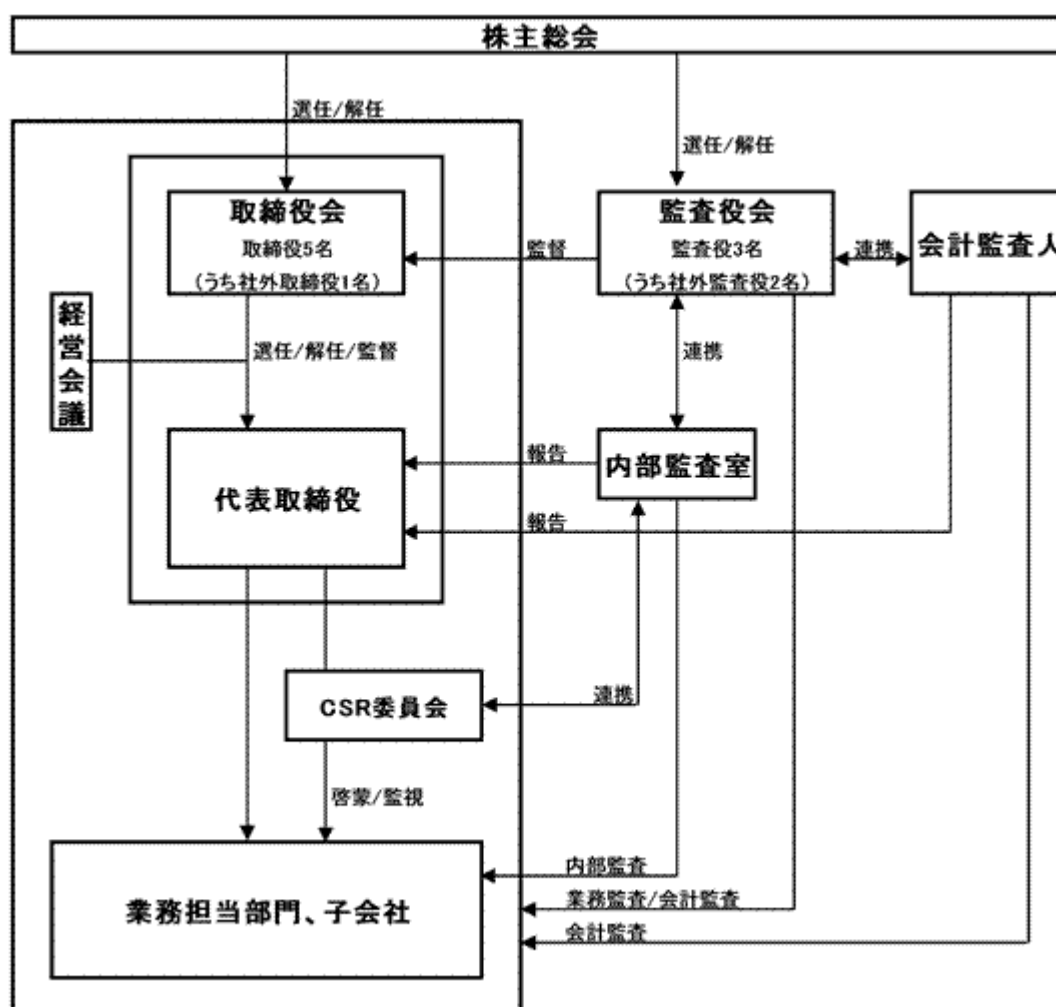 株主総会
選任/解任
選任/解任
取締役会
取締役5名
(うち社外取締役1名)
監督
監査役会
監査役3名
(うち社外監査役2名)
連携
会計監査人
経営会議
選任/解任/監督
連携
代表取締役
報告
内部監査室
報告
CSR委員会
連携
啓蒙/監視
業務担当部門、子会社
内部監査
業務監査/会計監査
会計監査